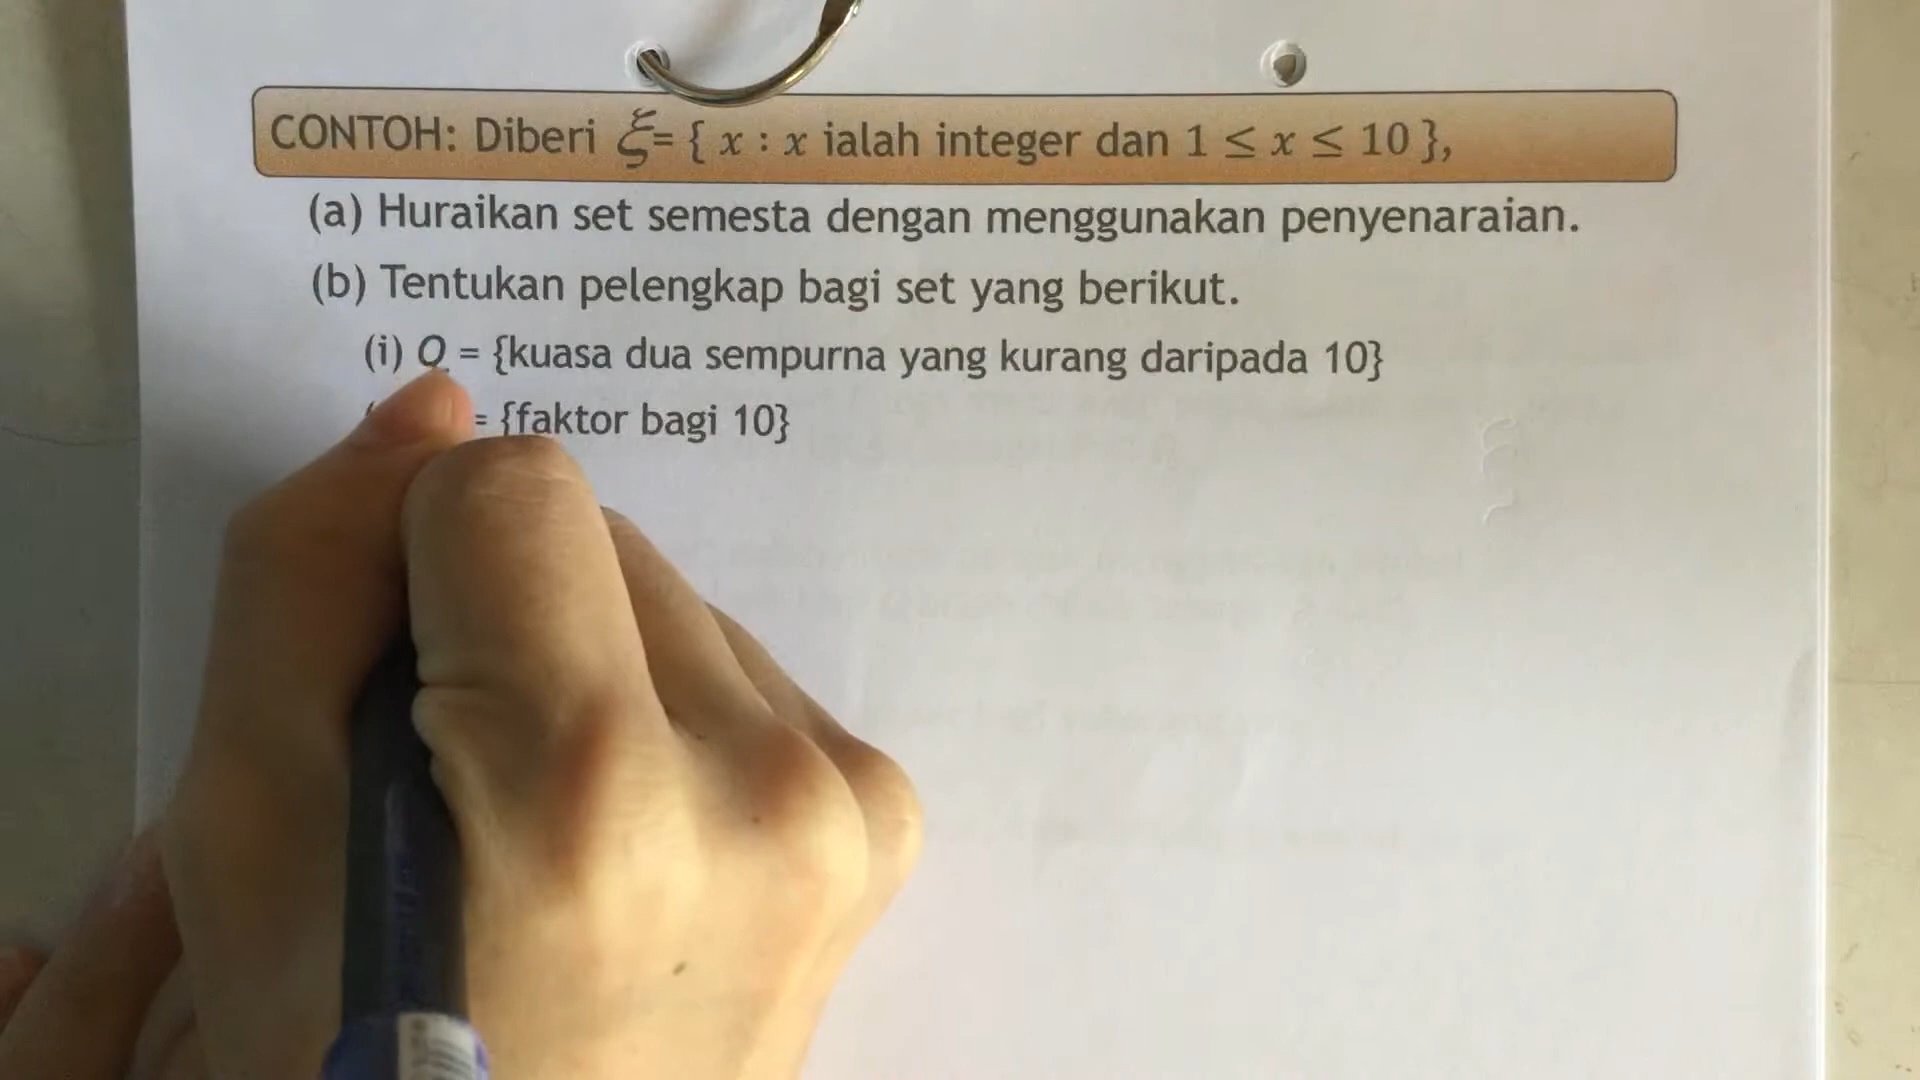 CONTOH: Diberi ξ= { x : x ialah integer dan 1 ≤ x ≤ 10 },
(a) Huraikan set semesta dengan menggunakan penyenaraian.
(b) Tentukan pelengkap bagi set yang berikut.
(i) Q = {kuasa dua sempurna yang kurang daripada 10}
= {faktor bagi 10}